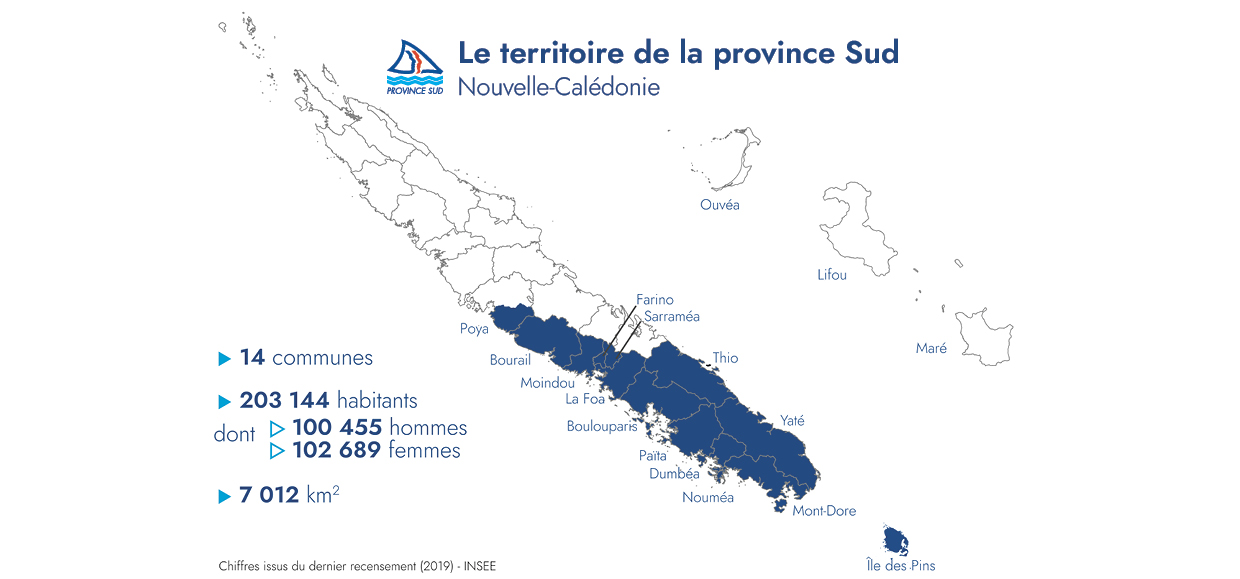 Le territoire de la province Sud
PROVINCE SUD
Nouvelle-Calédonie
Ouvéa
Lifou
Farino
Sarraméa
Poya
Maré
Bourail
Thio
14 communes
Moindou
La Foa
203 144 habitants
Boulouparis
Yaté
dont
100 455 hommes
102 689 femmes
Païta
Dumbéa
7 012 km²
Nouméa
Mont-Dore
Chiffres issus du dernier recensement (2019) - INSEE
Île des Pins